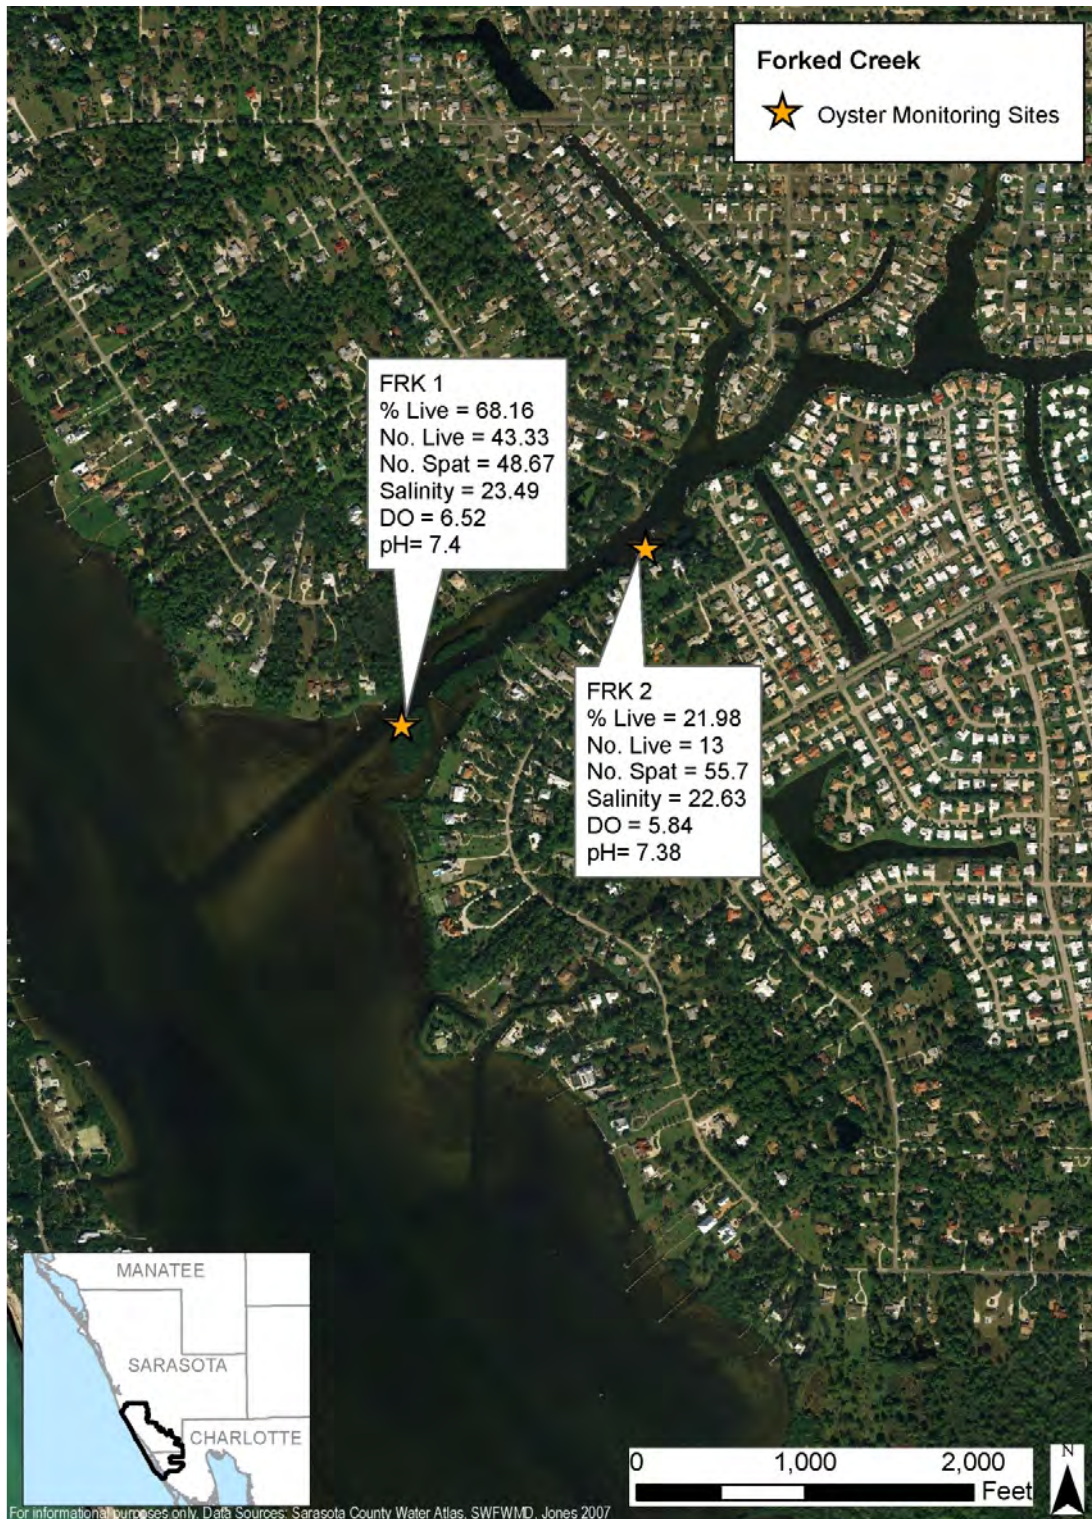 Forked Creek
Oyster Monitoring Sites
FRK 1
% Live = 68.16
No. Live = 43.33
No. Spat = 48.67
Salinity = 23.49
DO = 6.52
pH= 7.4
FRK 2
% Live = 21.98
No. Live = 13
No. Spat = 55.7
Salinity = 22.63
DO = 5.84
pH= 7.38
MANATEE
SARASOTA
CHARLOTTE
0 1,000 2,000
Feet
N
For informational purposes only. Data Sources: Sarasota County Water Atlas, SWFWMD, Jones 2007